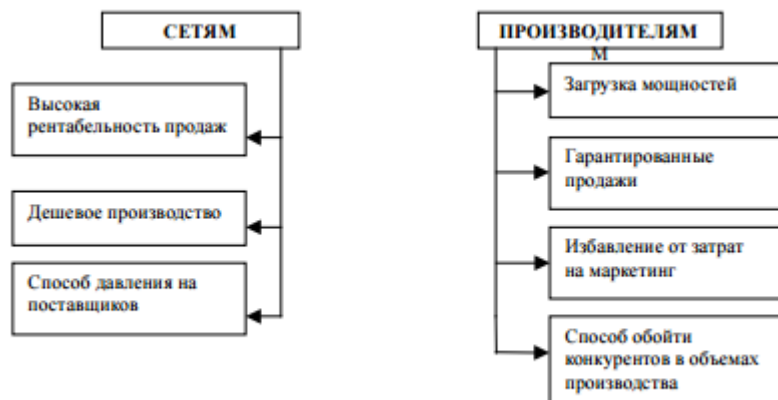 СЕТЯМ
Высокая
рентабельность продаж
Дешевое производство
Способ давления на
поставщиков
ПРОИЗВОДИТЕЛЯМ
М
Загрузка мощностей
Гарантированные
продажи
Избавление от затрат
на маркетинг
Способ обойти
конкурентов в объемах
производства